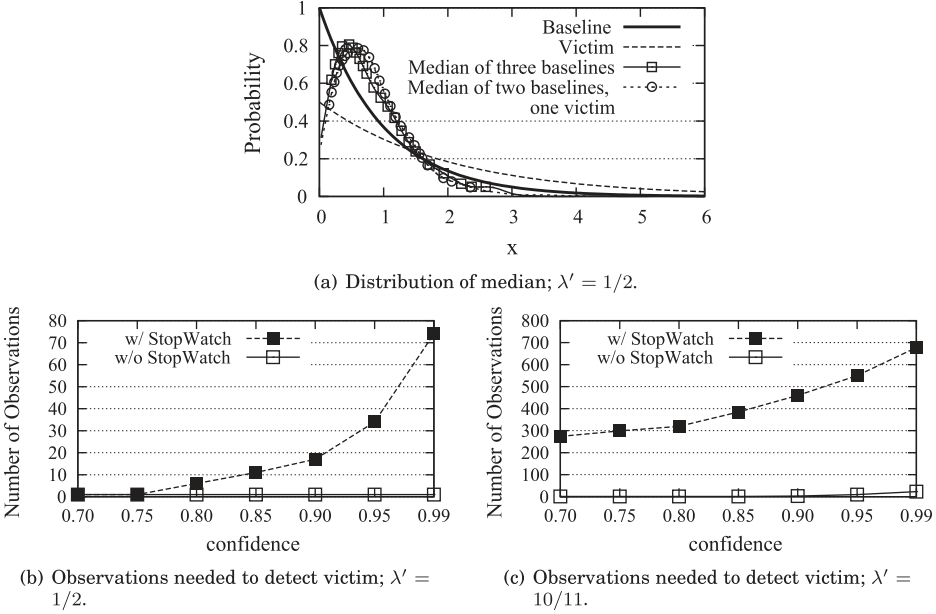 1
0.8
0.6
0.4
0.2
0
Probability
Baseline
Victim
Median of three baselines
Median of two baselines,
one victim
0 1 2 3 4 5 6
x
(a) Distribution of median; λ′ = 1/2.
80
70
60
50
40
30
20
10
0
Number of Observations
w/ StopWatch
w/o StopWatch
0.70 0.75 0.80 0.85 0.90 0.95 0.99
confidence
(b) Observations needed to detect victim; λ′ =
1/2.
800
700
600
500
400
300
200
100
0
Number of Observations
w/ StopWatch
w/o StopWatch
0.70 0.75 0.80 0.85 0.90 0.95 0.99
confidence
(c) Observations needed to detect victim; λ′ =
10/11.